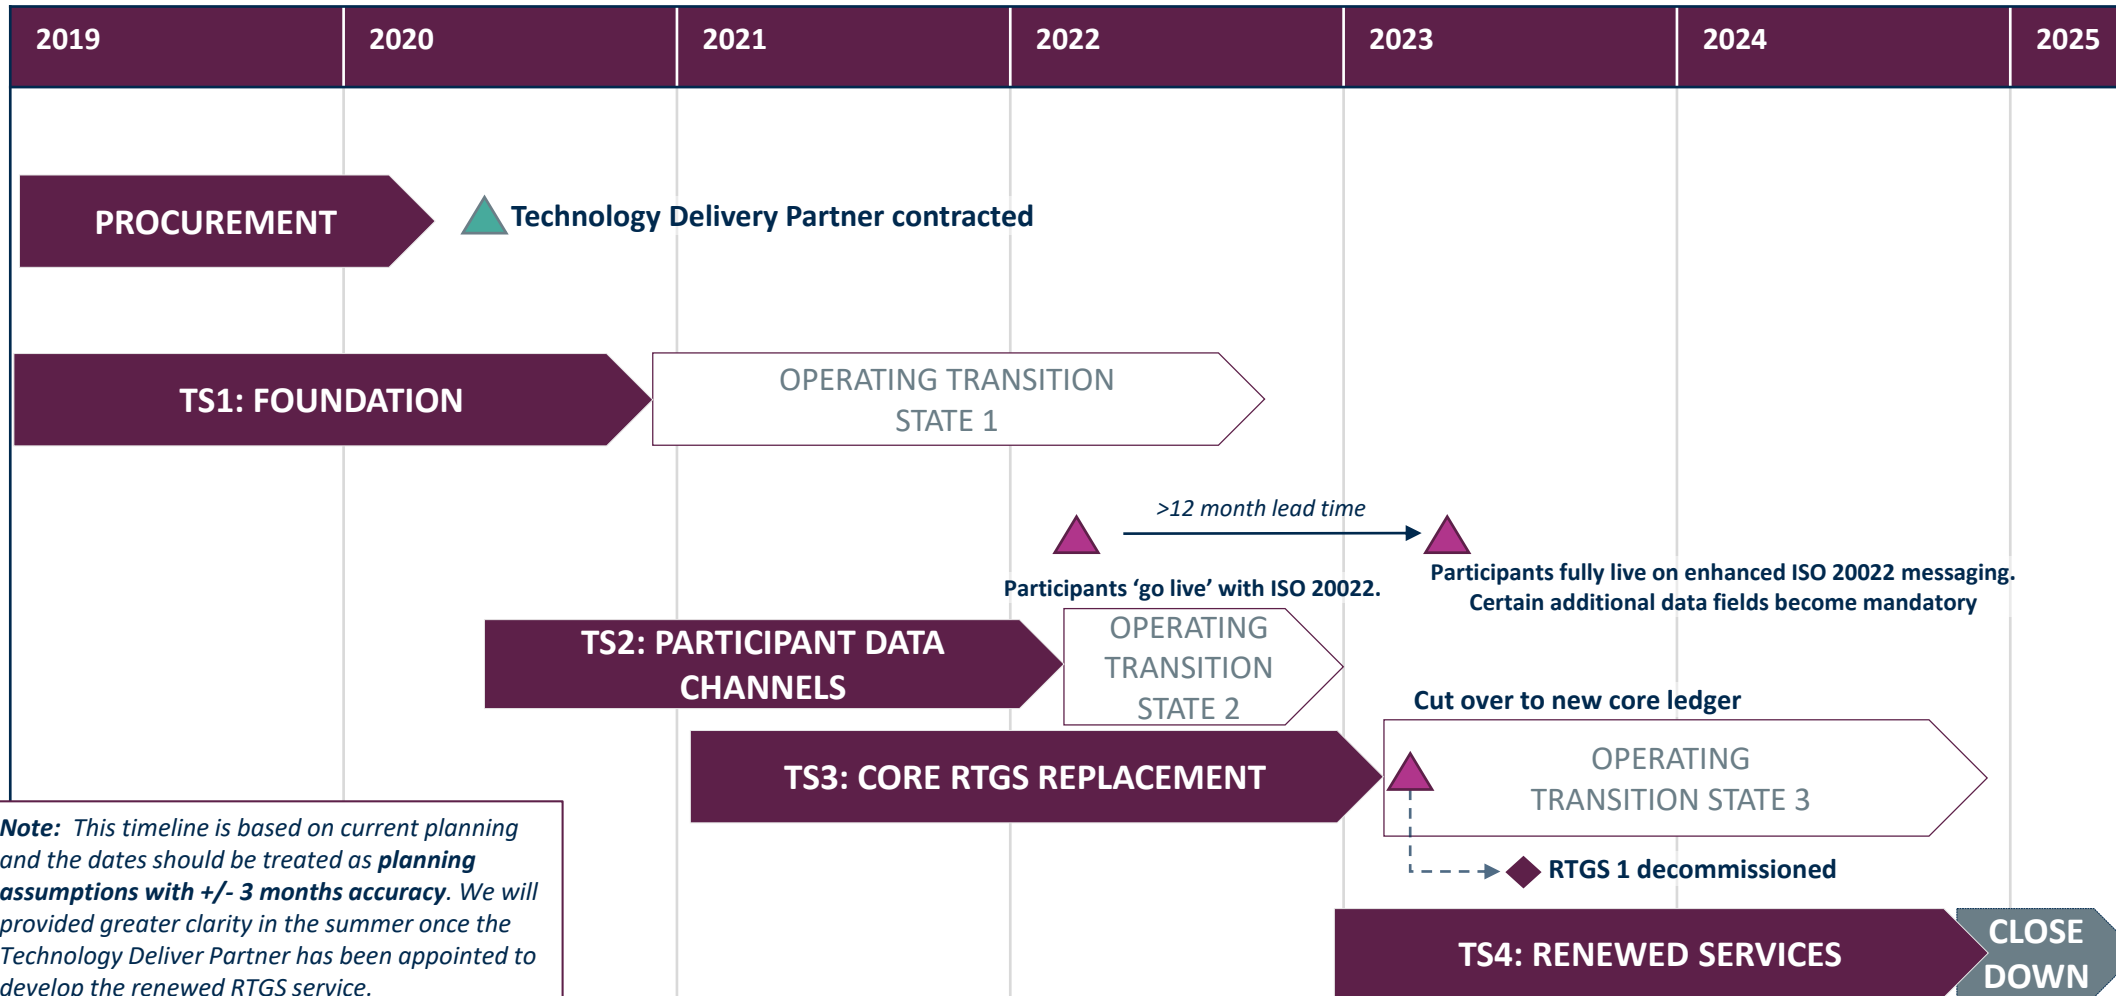 2019 2020 2021 2022 2023 2024 2025
PROCUREMENT
Technology Delivery Partner contracted
TS1: FOUNDATION
OPERATING TRANSITION
STATE 1
>12 month lead time
Participants ‘go live’ with ISO 20022.
Participants fully live on enhanced ISO 20022 messaging.
Certain additional data fields become mandatory
TS2: PARTICIPANT DATA
CHANNELS
OPERATING
TRANSITION
STATE 2
Cut over to new core ledger
TS3: CORE RTGS REPLACEMENT
OPERATING
TRANSITION STATE 3
RTGS 1 decommissioned
Note: This timeline is based on current planning
and the dates should be treated as planning
assumptions with +/- 3 months accuracy. We will
provided greater clarity in the summer once the
Technology Deliver Partner has been appointed to
develop the renewed RTGS service.
TS4: RENEWED SERVICES
CLOSE
DOWN